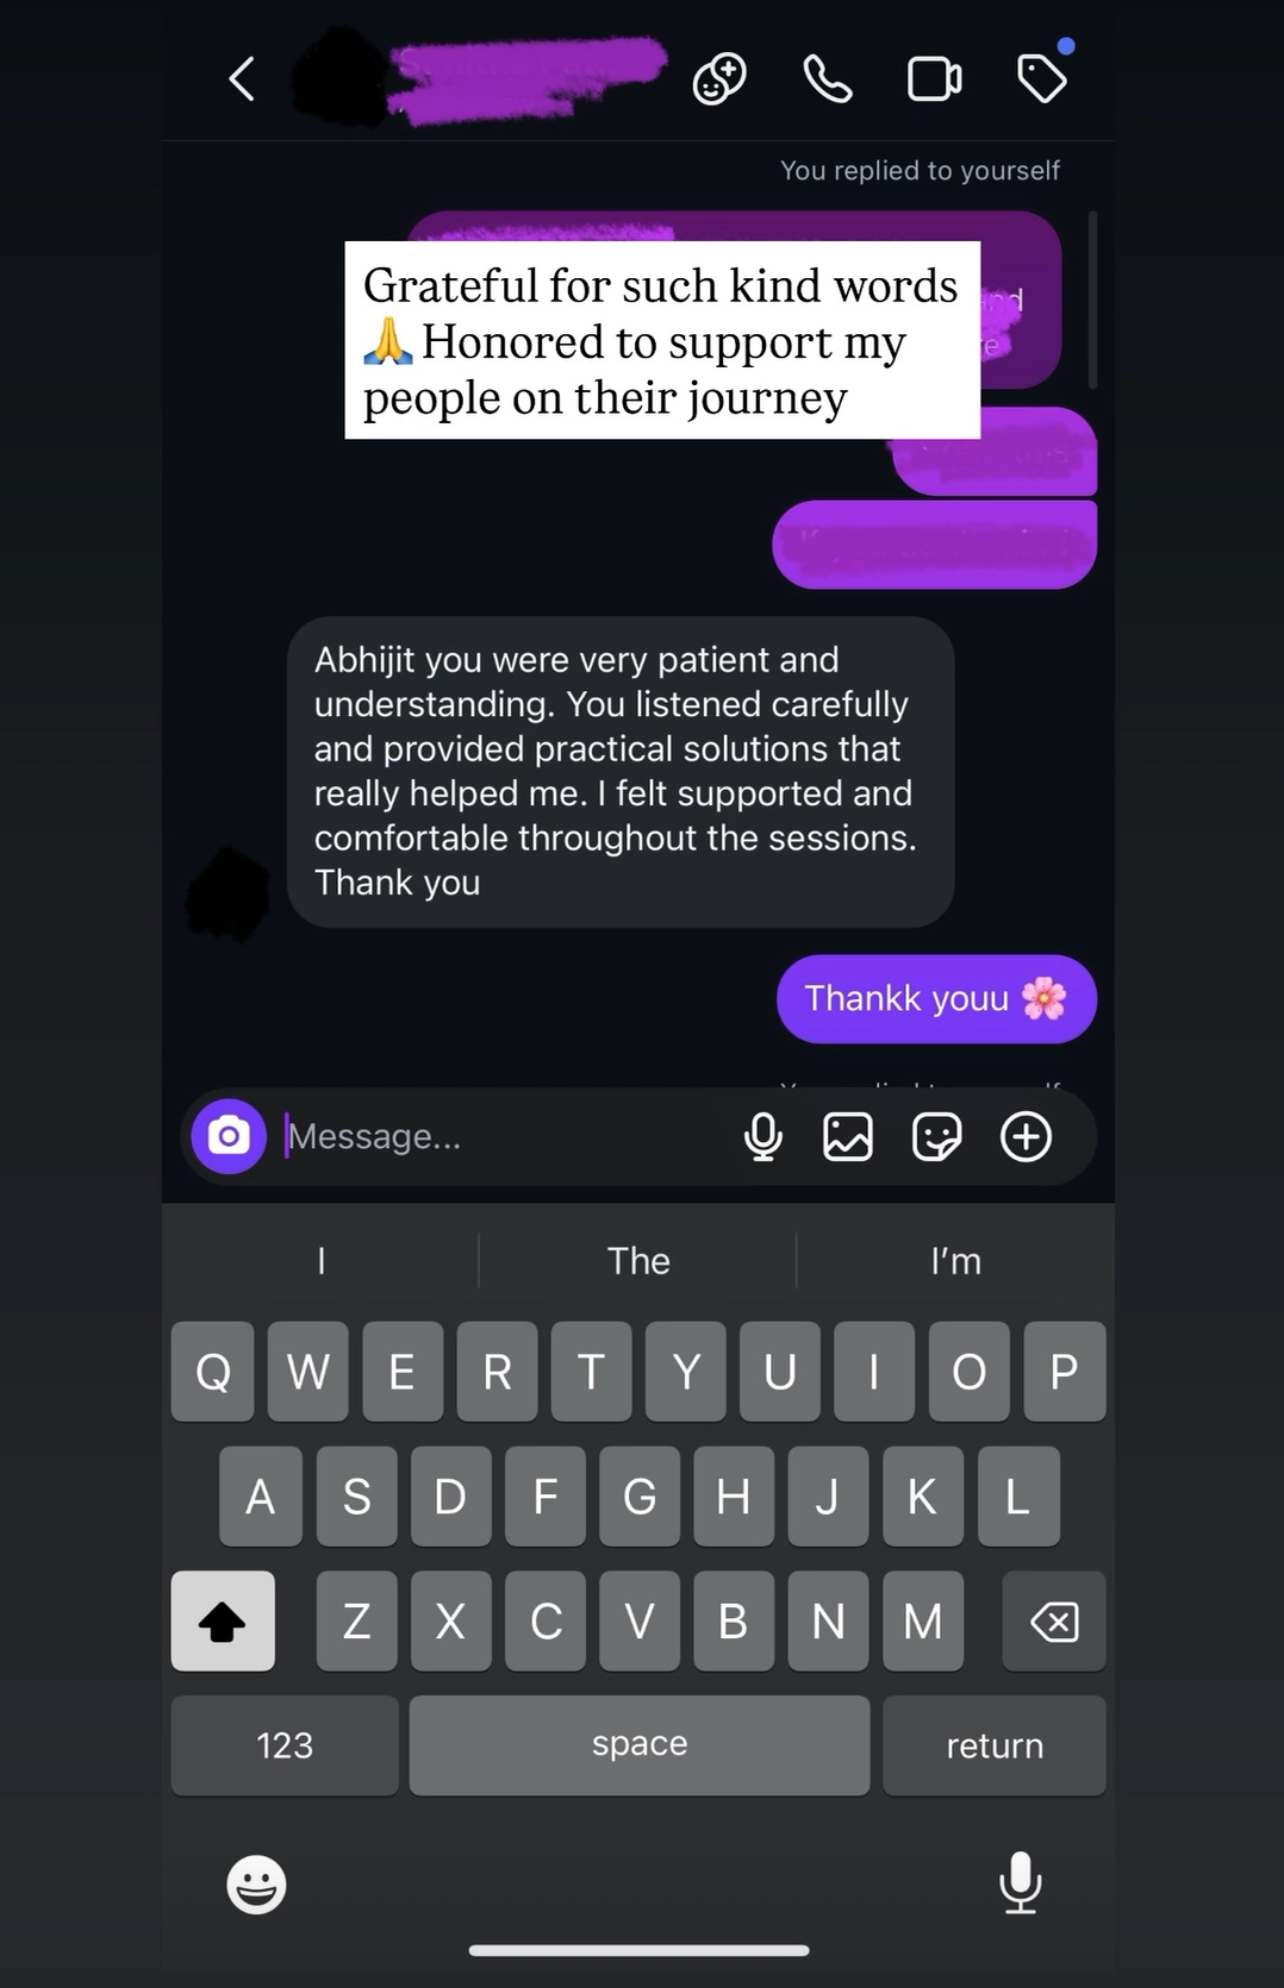 You replied to yourself
Grateful for such kind words
🙏 Honored to support my
people on their journey
Abhijit you were very patient and
understanding. You listened carefully
and provided practical solutions that
really helped me. I felt supported and
comfortable throughout the sessions.
Thank you
Thankk youu 🌸
Message...
I The I'm
Q W E R T Y U I O P
A S D F G H J K L
Z X C V B N M
123 space return